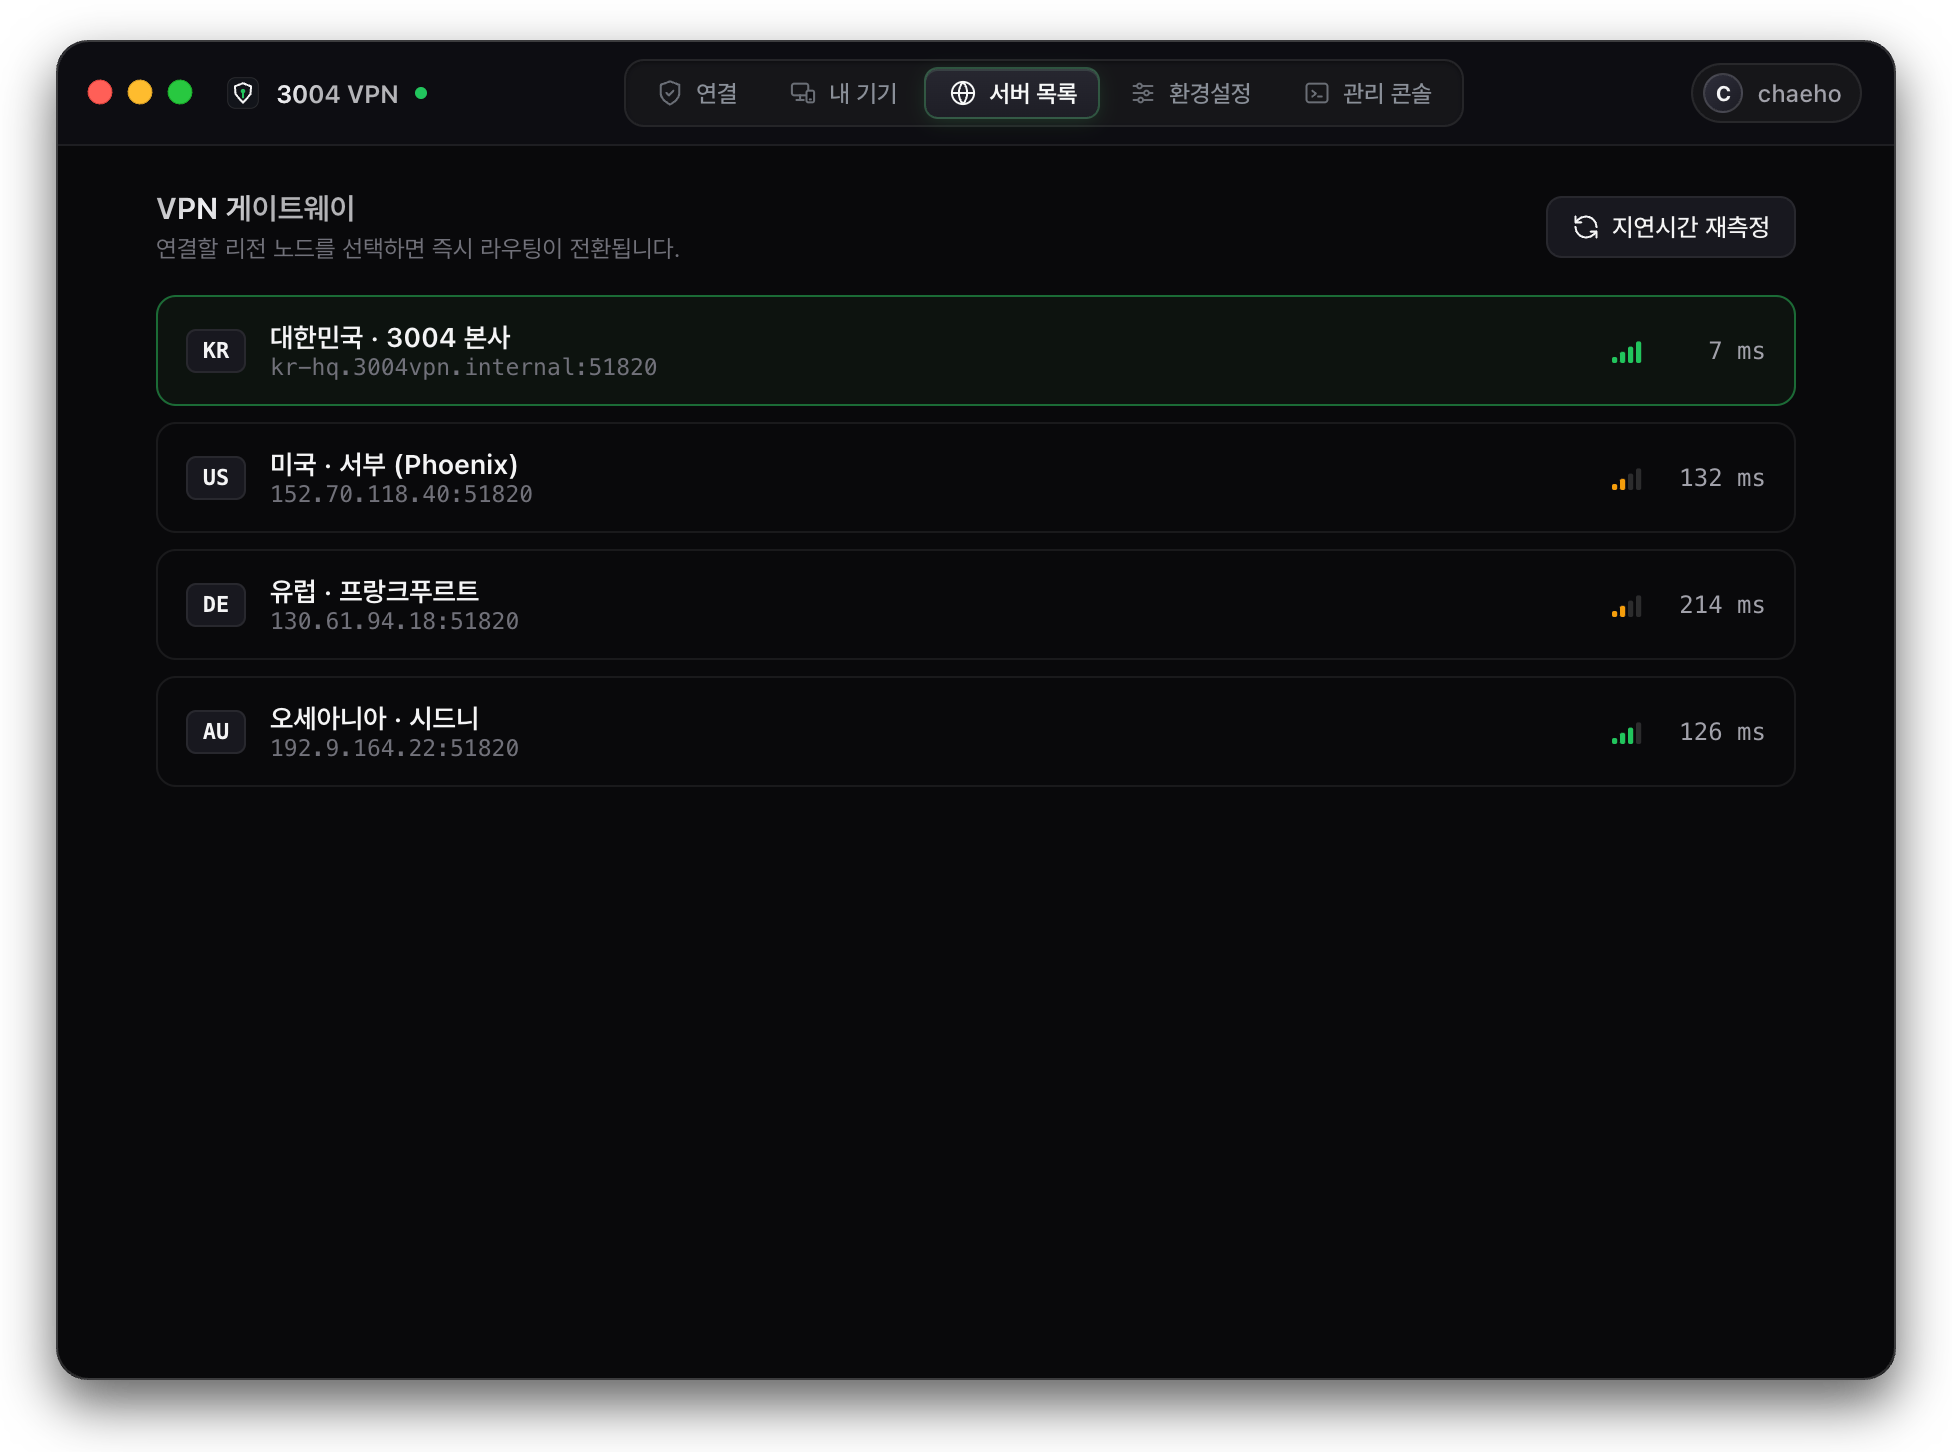 3004 VPN
연결
내 기기
서버 목록
환경설정
관리 콘솔
C
chaeho
VPN 게이트웨이
연결할 리전 노드를 선택하면 즉시 라우팅이 전환됩니다.
지연시간 재측정
KR
대한민국 · 3004 본사
kr-hq.3004vpn.internal:51820
7 ms
US
미국 · 서부 (Phoenix)
152.70.118.40:51820
132 ms
DE
유럽 · 프랑크푸르트
130.61.94.18:51820
214 ms
AU
오세아니아 · 시드니
192.9.164.22:51820
126 ms